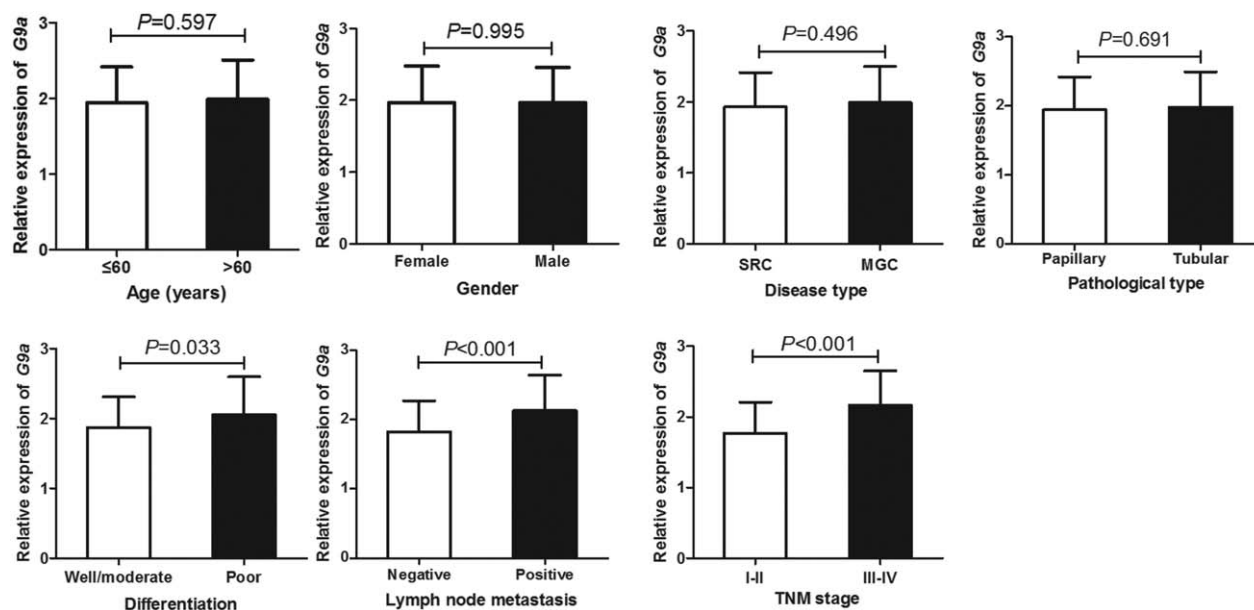 P=0.597
Relative expression of G9a
3
2
1
0
≤60 >60
Age (years)
P=0.995
Relative expression of G9a
3
2
1
0
Female Male
Gender
P=0.496
Relative expression of G9a
3
2
1
0
SRC MGC
Disease type
P=0.691
Relative expression of G9a
3
2
1
0
Papillary Tubular
Pathological type
P=0.033
Relative expression of G9a
3
2
1
0
Well/moderate Poor
Differentiation
P<0.001
Relative expression of G9a
3
2
1
0
Negative Positive
Lymph node metastasis
P<0.001
Relative expression of G9a
3
2
1
0
I-II III-IV
TNM stage